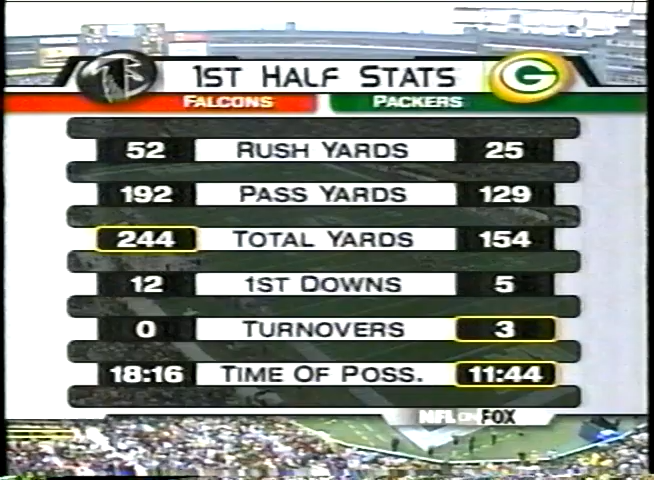 1ST HALF STATS
G
FALCONS PACKERS
52 RUSH YARDS 25
192 PASS YARDS 129
244 TOTAL YARDS 154
12 1ST DOWNS 5
0 TURNOVERS 3
18:16 TIME OF POSS. 11:44
NFL ON FOX